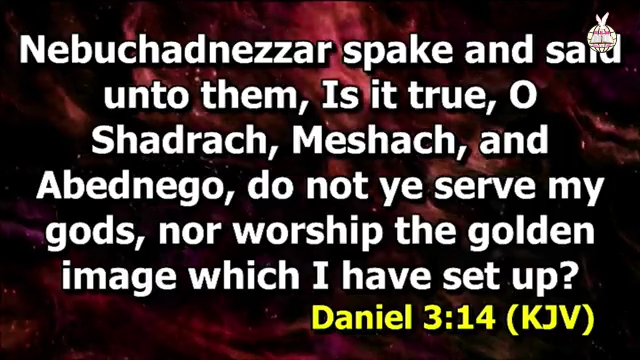 Nebuchadnezzar spake and said
unto them, Is it true, O
Shadrach, Meshach, and
Abednego, do not ye serve my
gods, nor worship the golden
image which I have set up?
Daniel 3:14 (KJV)